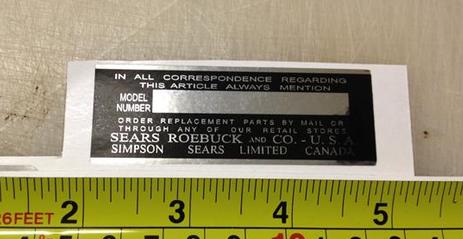 IN ALL CORRESPONDENCE REGARDING
THIS ARTICLE ALWAYS MENTION
MODEL
NUMBER
ORDER REPLACEMENT PARTS BY MAIL OR
THROUGH ANY OF OUR RETAIL STORES
SEARS ROEBUCK AND CO. - U.S.A.
SIMPSON SEARS LIMITED CANADA
26FEET 2 3 4 5